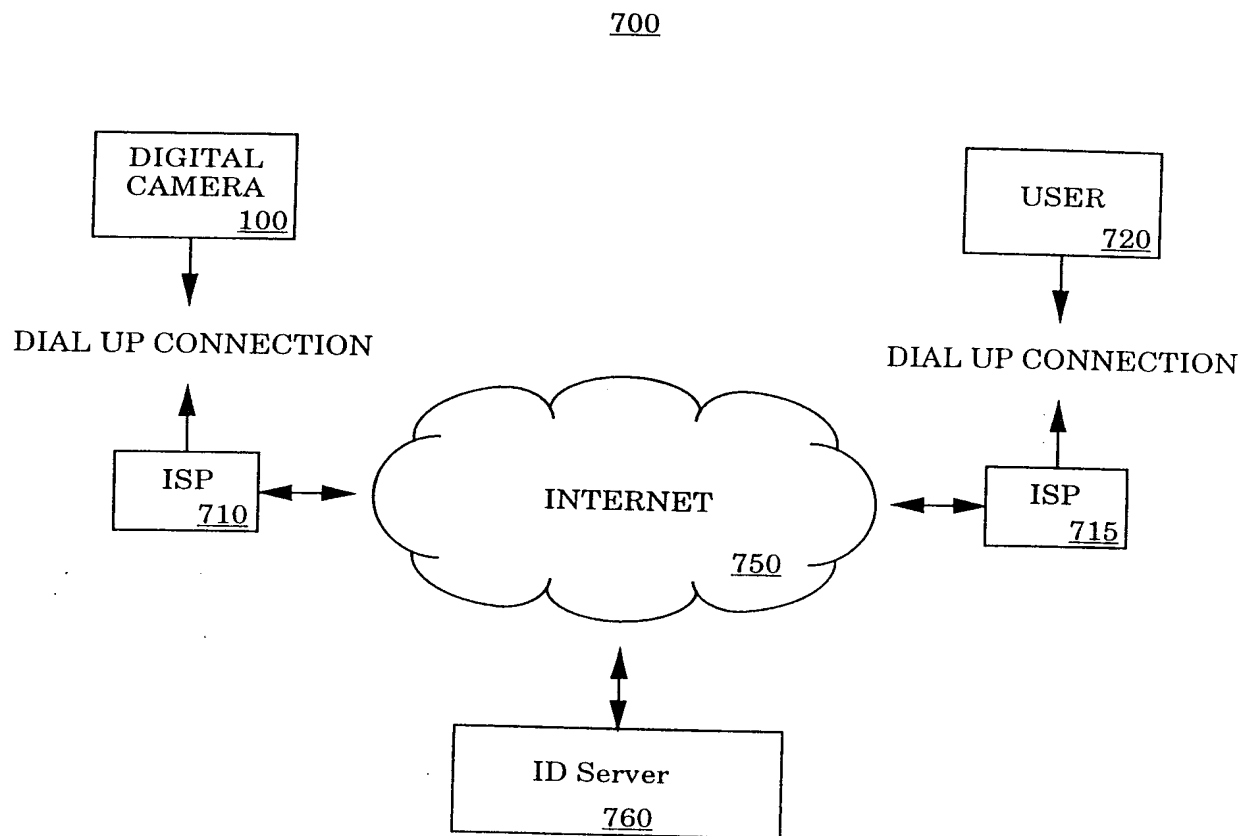 700
DIGITAL
CAMERA
100
USER
720
DIAL UP CONNECTION
DIAL UP CONNECTION
ISP
710
INTERNET
750
ISP
715
ID Server
760